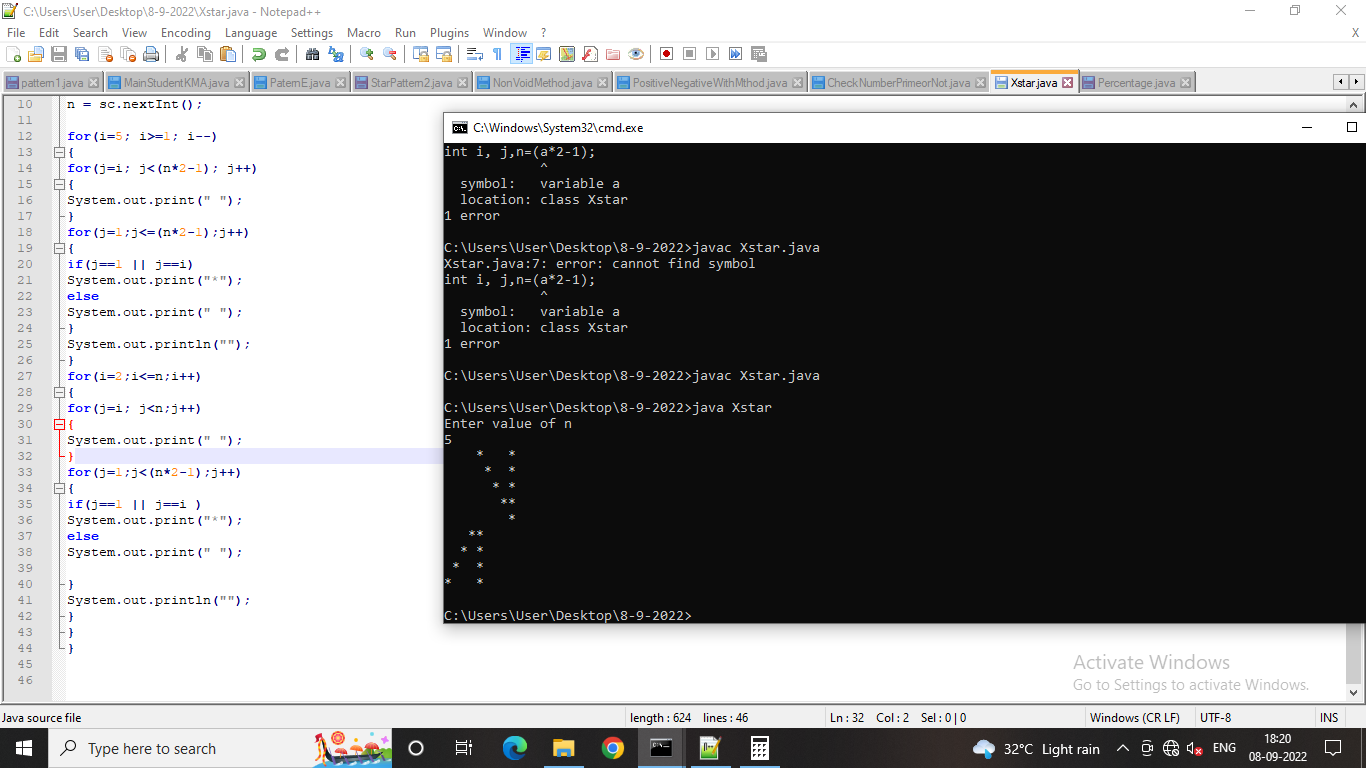 C:\Users\User\Desktop\8-9-2022\Xstar.java - Notepad++
File Edit Search View Encoding Language Settings Macro Run Plugins Window ? X
pattern1.java MainStudentKMA.java PaternE.java StarPattern2.java NonVoidMethod.java PositiveNegativeWithMthod.java CheckNumberPrimeorNot.java Xstar.java Percentage.java
10 n = sc.nextInt();
11
12 for(i=5; i>=1; i--)
13 {
14 for(j=i; j<(n*2-1); j++)
15 {
16 System.out.print(" ");
17 }
18 for(j=1;j<=(n*2-1);j++)
19 {
20 if(j==1 || j==i)
21 System.out.print("*");
22 else
23 System.out.print(" ");
24 }
25 System.out.println("");
26 }
27 for(i=2;i<=n;i++)
28 {
29 for(j=i; j<n;j++)
30 {
31 System.out.print(" ");
32 }
33 for(j=1;j<(n*2-1);j++)
34 {
35 if(j==1 || j==i )
36 System.out.print("*");
37 else
38 System.out.print(" ");
39
40 }
41 System.out.println("");
42 }
43 }
44 }
45
46
C:\Windows\System32\cmd.exe
int i, j,n=(a*2-1);
            ^
  symbol:   variable a
  location: class Xstar
1 error
C:\Users\User\Desktop\8-9-2022>javac Xstar.java
Xstar.java:7: error: cannot find symbol
int i, j,n=(a*2-1);
            ^
  symbol:   variable a
  location: class Xstar
1 error
C:\Users\User\Desktop\8-9-2022>javac Xstar.java
C:\Users\User\Desktop\8-9-2022>java Xstar
Enter value of n
5
    *   *
     *  *
      * *
       **
        *
   **
  * *
 *  *
*   *
C:\Users\User\Desktop\8-9-2022>
Activate Windows
Go to Settings to activate Windows.
Java source file length : 624 lines : 46 Ln : 32 Col : 2 Sel : 0 | 0 Windows (CR LF) UTF-8 INS
Type here to search 32°C Light rain ENG 18:20
08-09-2022